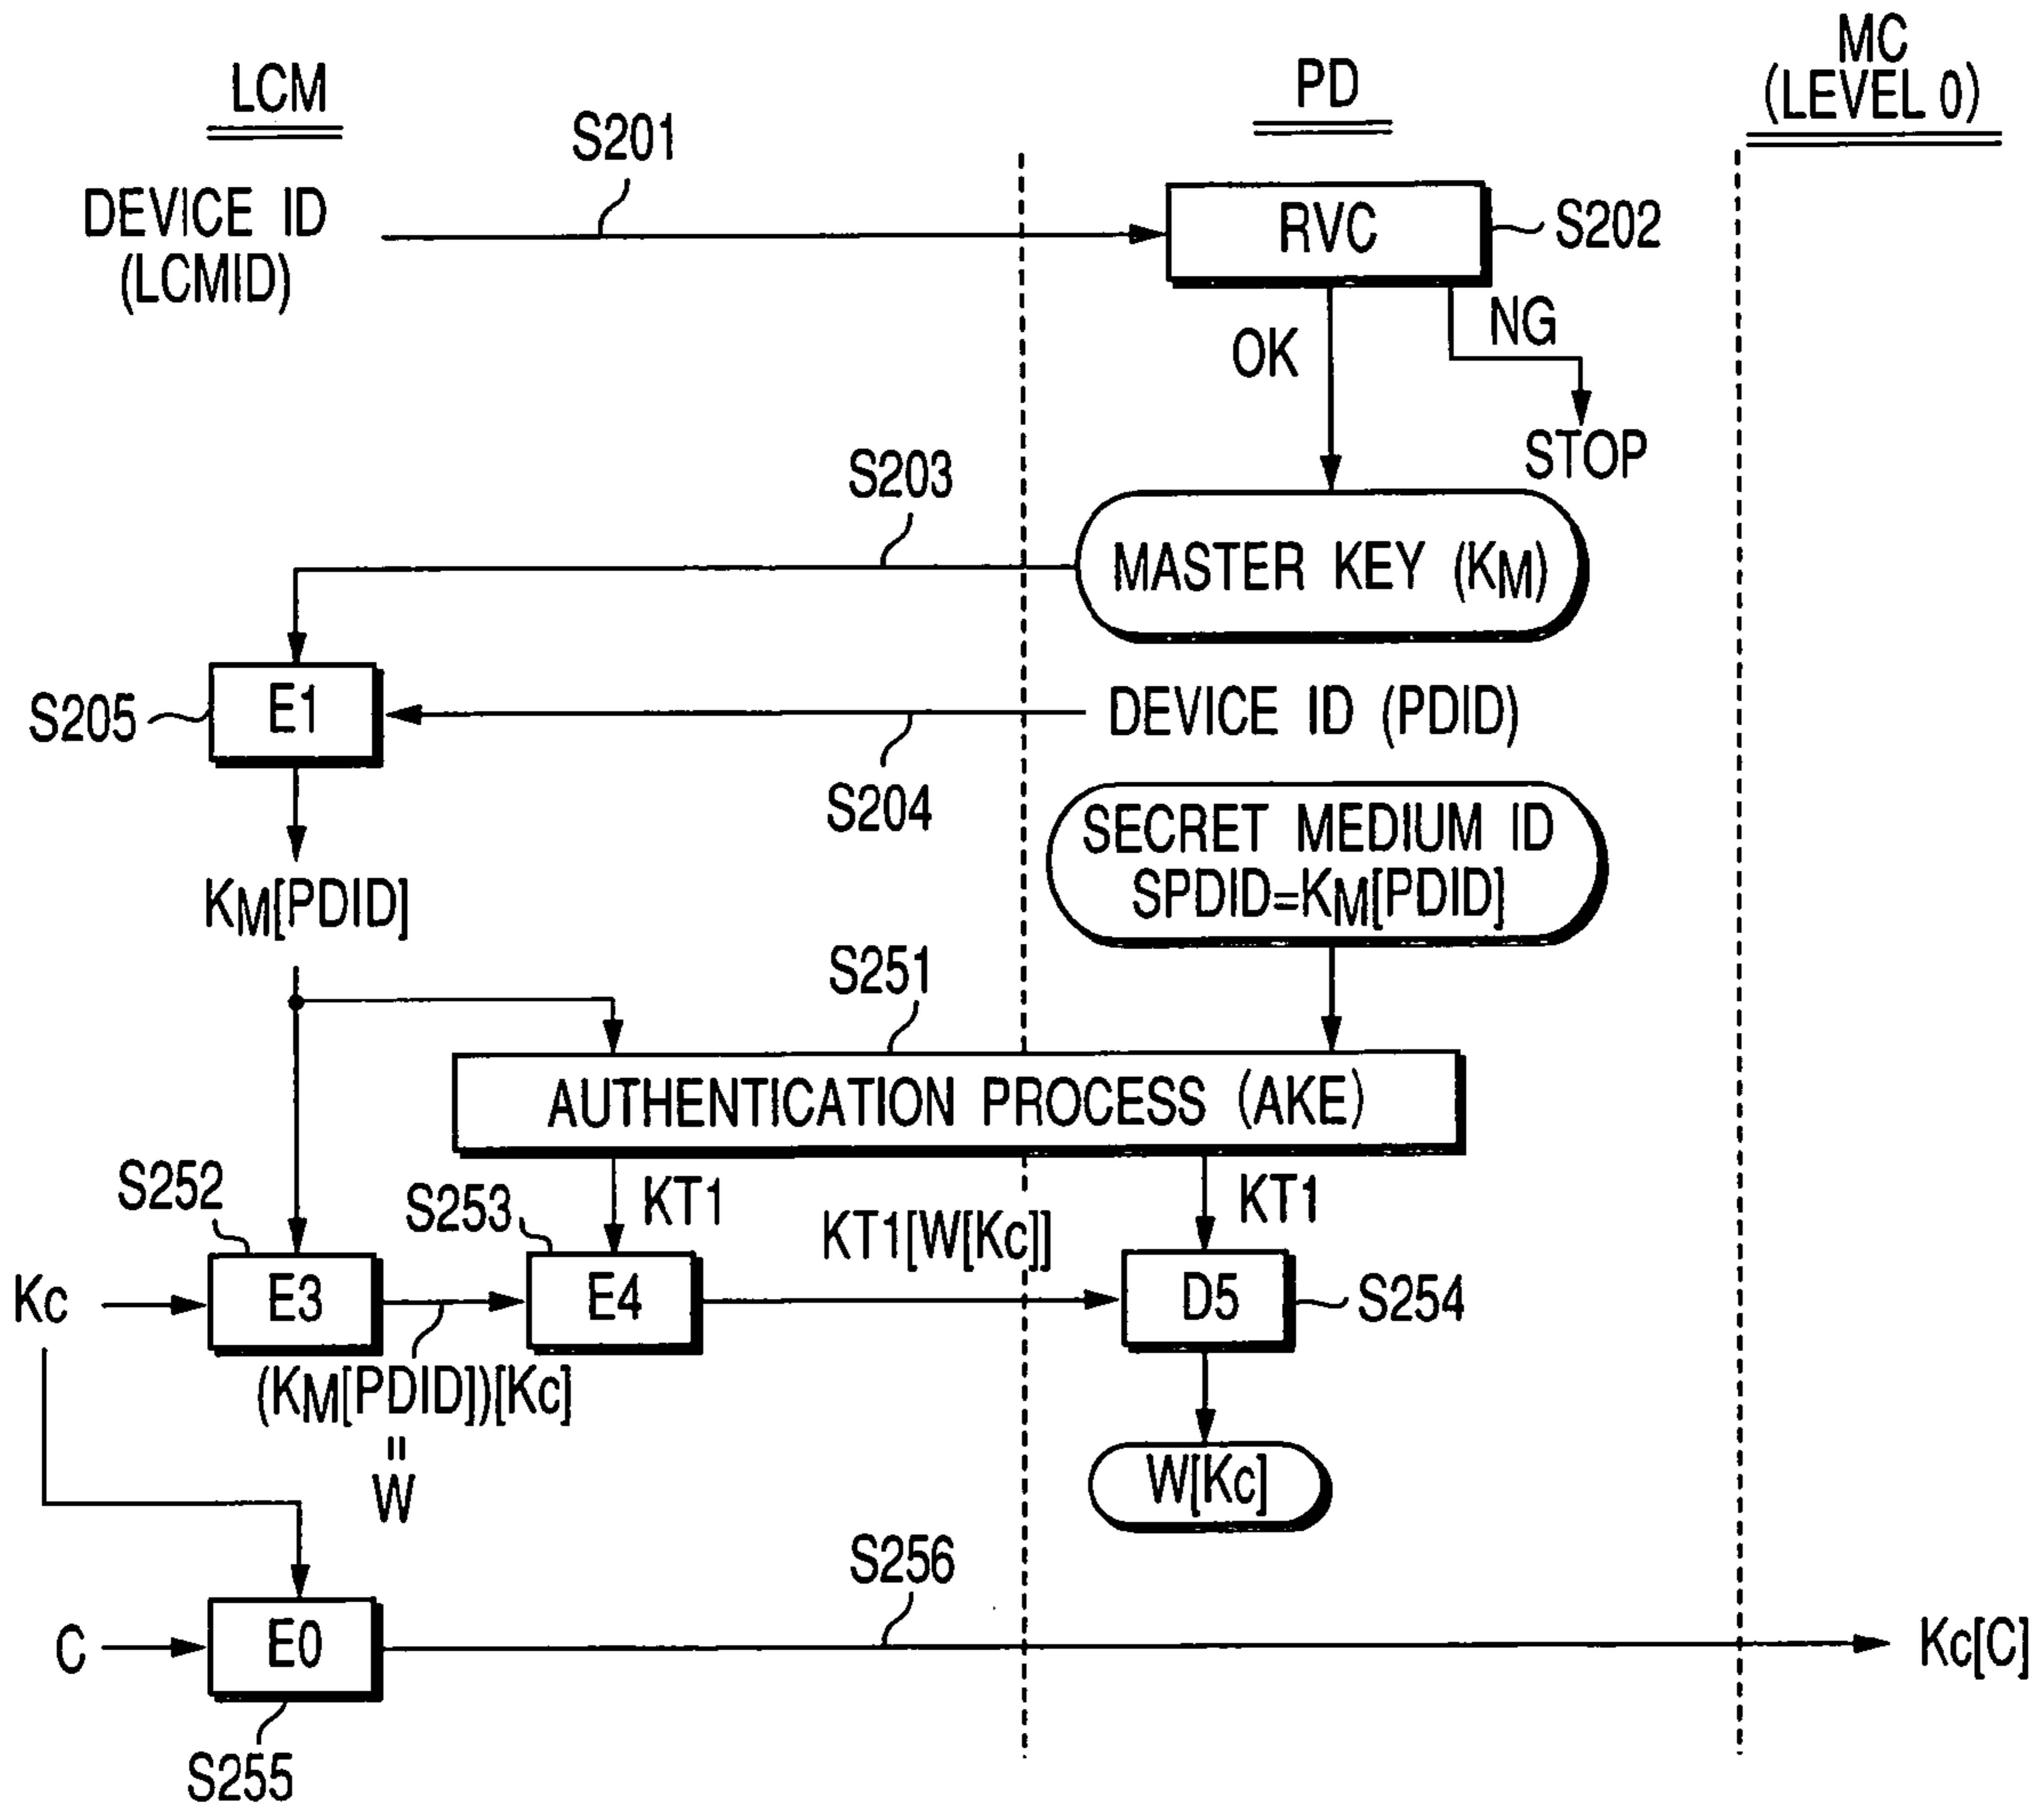 LCM
PD
MC
(LEVEL 0)
S201
DEVICE ID
(LCMID)
RVC
S202
OK
NG
STOP
S203
MASTER KEY (KM)
S205
E1
DEVICE ID (PDID)
S204
SECRET MEDIUM ID
SPDID=KM[PDID]
KM[PDID]
S251
AUTHENTICATION PROCESS (AKE)
S252
S253
KT1
KT1[W[Kc]]
KT1
Kc
E3
E4
D5
S254
(KM[PDID])[Kc]
=
W
W[Kc]
S256
C
E0
Kc[C]
S255